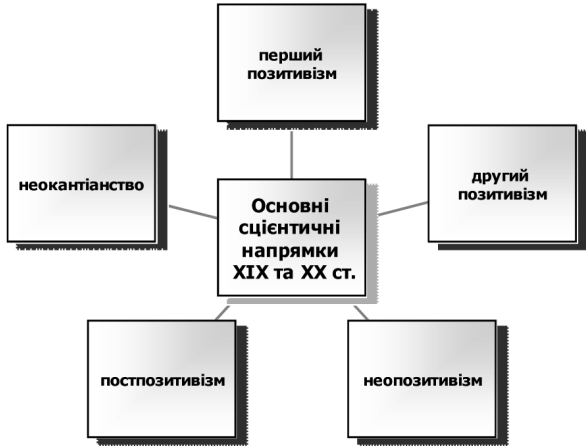 перший
позитивізм
неокантіанство
другий
позитивізм
Основні
сцієнтичні
напрямки
XIX та XX ст.
постпозитивізм
неопозитивізм